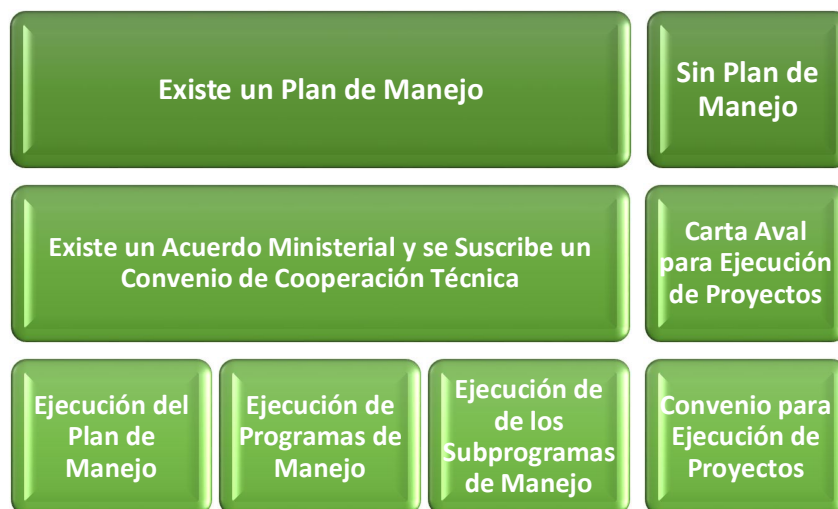 Existe un Plan de Manejo
Sin Plan de
Manejo
Existe un Acuerdo Ministerial y se Suscribe un
Convenio de Cooperación Técnica
Carta Aval
para Ejecución
de Proyectos
Ejecución del
Plan de
Manejo
Ejecución de
Programas de
Manejo
Ejecución de
de los
Subprogramas
de Manejo
Convenio para
Ejecución de
Proyectos